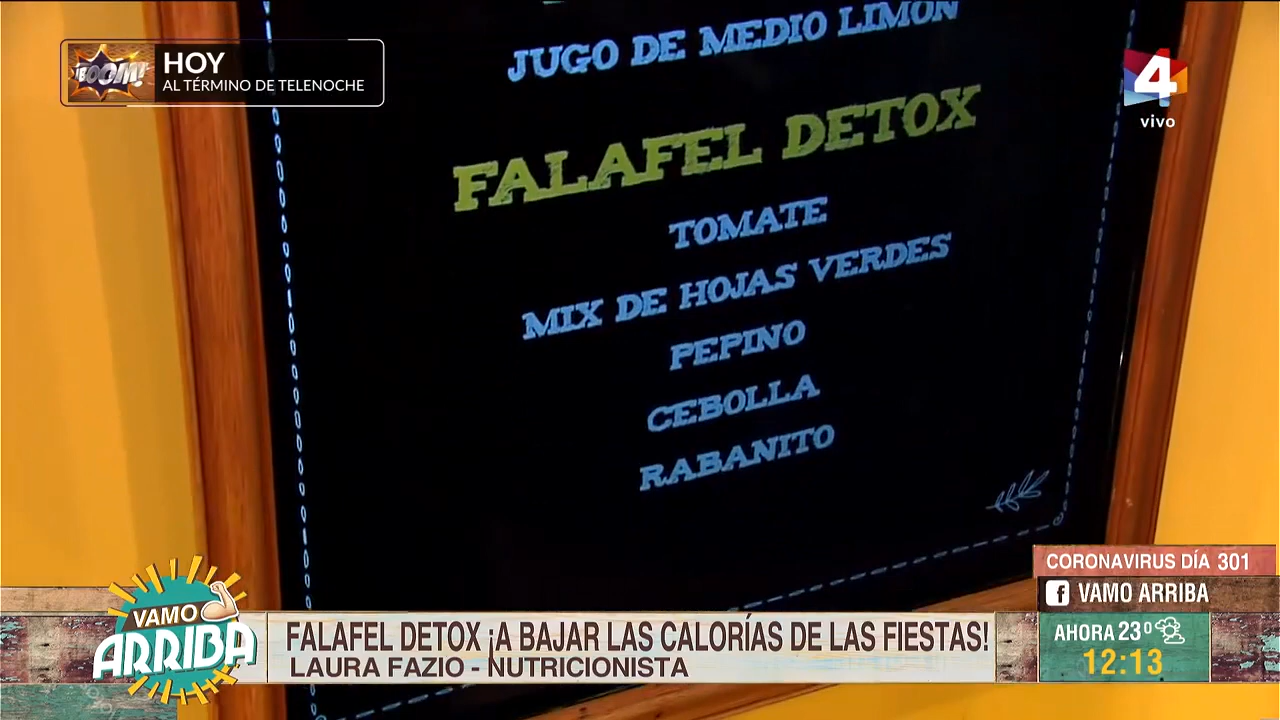 ¡BOOM!
HOY
AL TÉRMINO DE TELENOCHE
4
vivo
JUGO DE MEDIO LIMÓN
FALAFEL DETOX
TOMATE
MIX DE HOJAS VERDES
PEPINO
CEBOLLA
RABANITO
CORONAVIRUS DÍA 301
f VAMO ARRIBA
AHORA 23º
12:13
VAMO
ARRIBA
FALAFEL DETOX ¡A BAJAR LAS CALORÍAS DE LAS FIESTAS!
LAURA FAZIO - NUTRICIONISTA